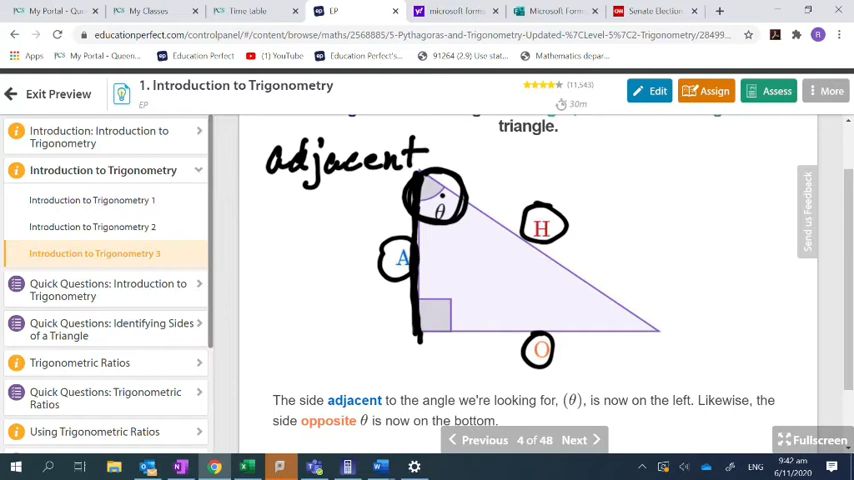 My Portal - Queen
My Classes
Time table
EP
microsoft forms
Microsoft Form
Senate Election
educationperfect.com/controlpanel/#/content/browse/maths/2568885/5-Pythagoras-and-Trigonometry-Updated-%7CLevel-5%7C2-Trigonometry/28499...
R
Apps
My Portal - Queen...
Education Perfect
(1) YouTube
Education Perfect's...
91264 (2.9) Use stat...
Mathematics depar...
Exit Preview
1. Introduction to Trigonometry
EP
(11,543)
30m
Edit
Assign
Assess
More
Introduction: Introduction to
Trigonometry
Introduction to Trigonometry
Introduction to Trigonometry 1
Introduction to Trigonometry 2
Introduction to Trigonometry 3
Quick Questions: Introduction to
Trigonometry
Quick Questions: Identifying Sides
of a Triangle
Trigonometric Ratios
Quick Questions: Trigonometric
Ratios
Using Trigonometric Ratios
triangle.
adjacent
θ
H
A
O
The side adjacent to the angle we're looking for, (θ), is now on the left. Likewise, the
side opposite θ is now on the bottom.
Previous 4 of 48 Next
Fullscreen
Send us Feedback
ENG
9:42 am
6/11/2020